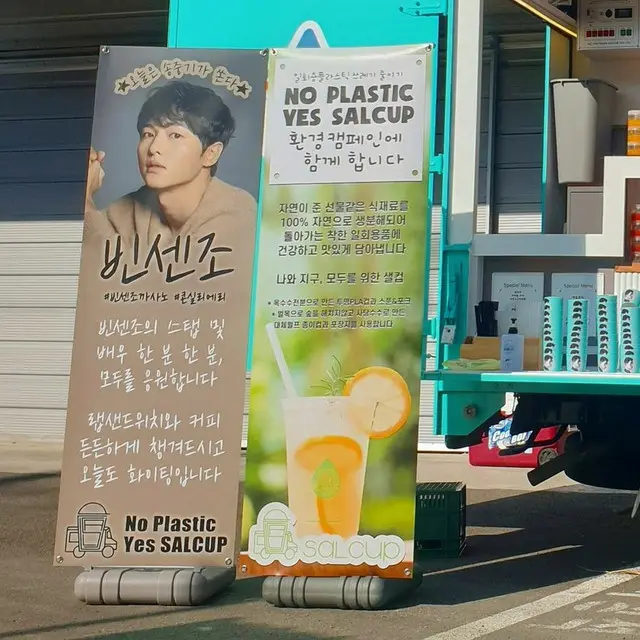 ★오늘은 송중기가 쏜다★
빈센조
#빈센조까사노 #콘실리에리
빈센조의 스탭 및
배우 한 분 한 분,
모두를 응원합니다
랩샌드위치와 커피
든든하게 챙겨드시고
오늘도 화이팅입니다
No Plastic
Yes SALCUP
일회용플라스틱 쓰레기 줄이기
NO PLASTIC
YES SALCUP
환경캠페인에
함께 합니다
자연이 준 선물같은 식재료를
100% 자연으로 생분해되어
돌아가는 착한 일회용품에
건강하고 맛있게 담아냅니다
나와 지구, 모두를 위한 샐컵
* 옥수수전분으로 만든 투명PLA컵과 스푼&포크
* 벌목으로 숲을 해치지않고 사탕수수로 만든
대체펄프 종이컵과 포장지를 사용합니다
SALCUP
Special Menu
Special Menu